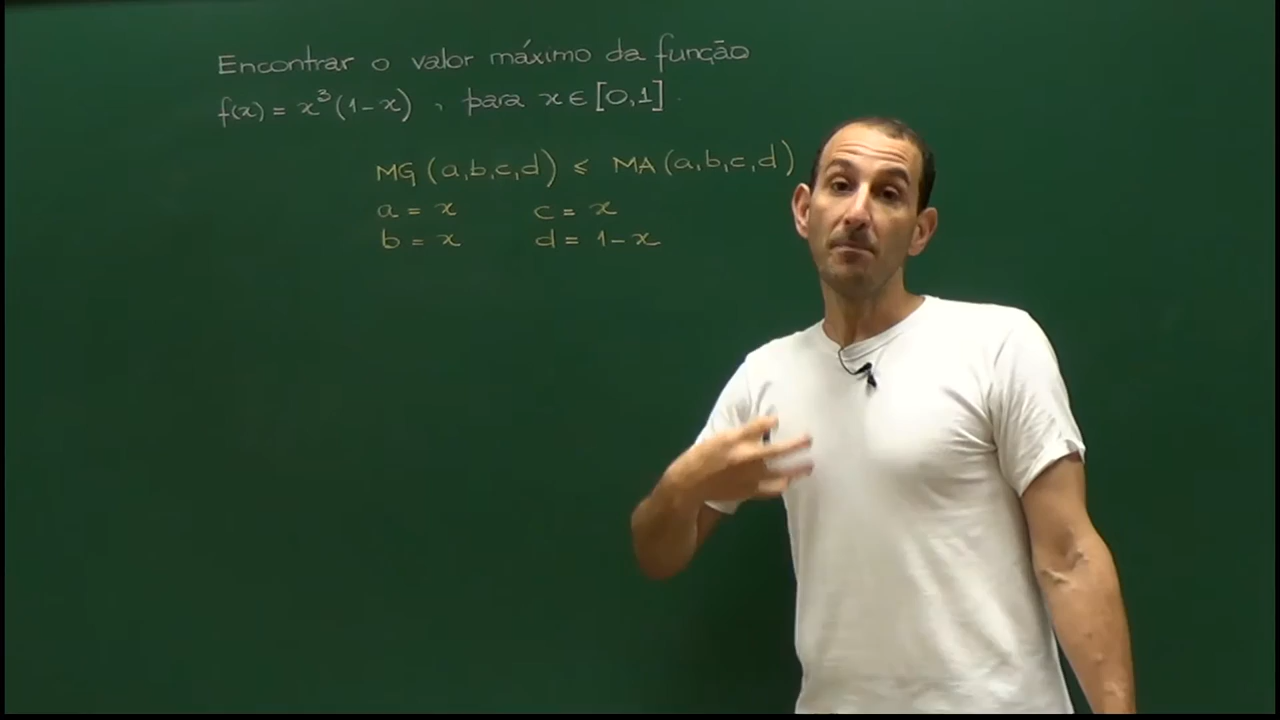 Encontrar o valor máximo da função
f(x) = x³(1-x) , para x ∈ [0,1].
MG (a,b,c,d) ≤ MA (a,b,c,d)
a = x c = x
b = x d = 1-x